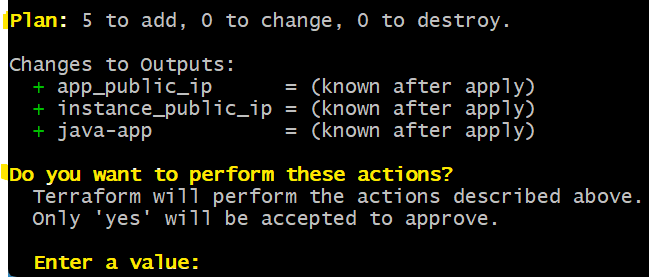 Plan: 5 to add, 0 to change, 0 to destroy.
Changes to Outputs:
+ app_public_ip = (known after apply)
+ instance_public_ip = (known after apply)
+ java-app = (known after apply)
Do you want to perform these actions?
Terraform will perform the actions described above.
Only 'yes' will be accepted to approve.
Enter a value: